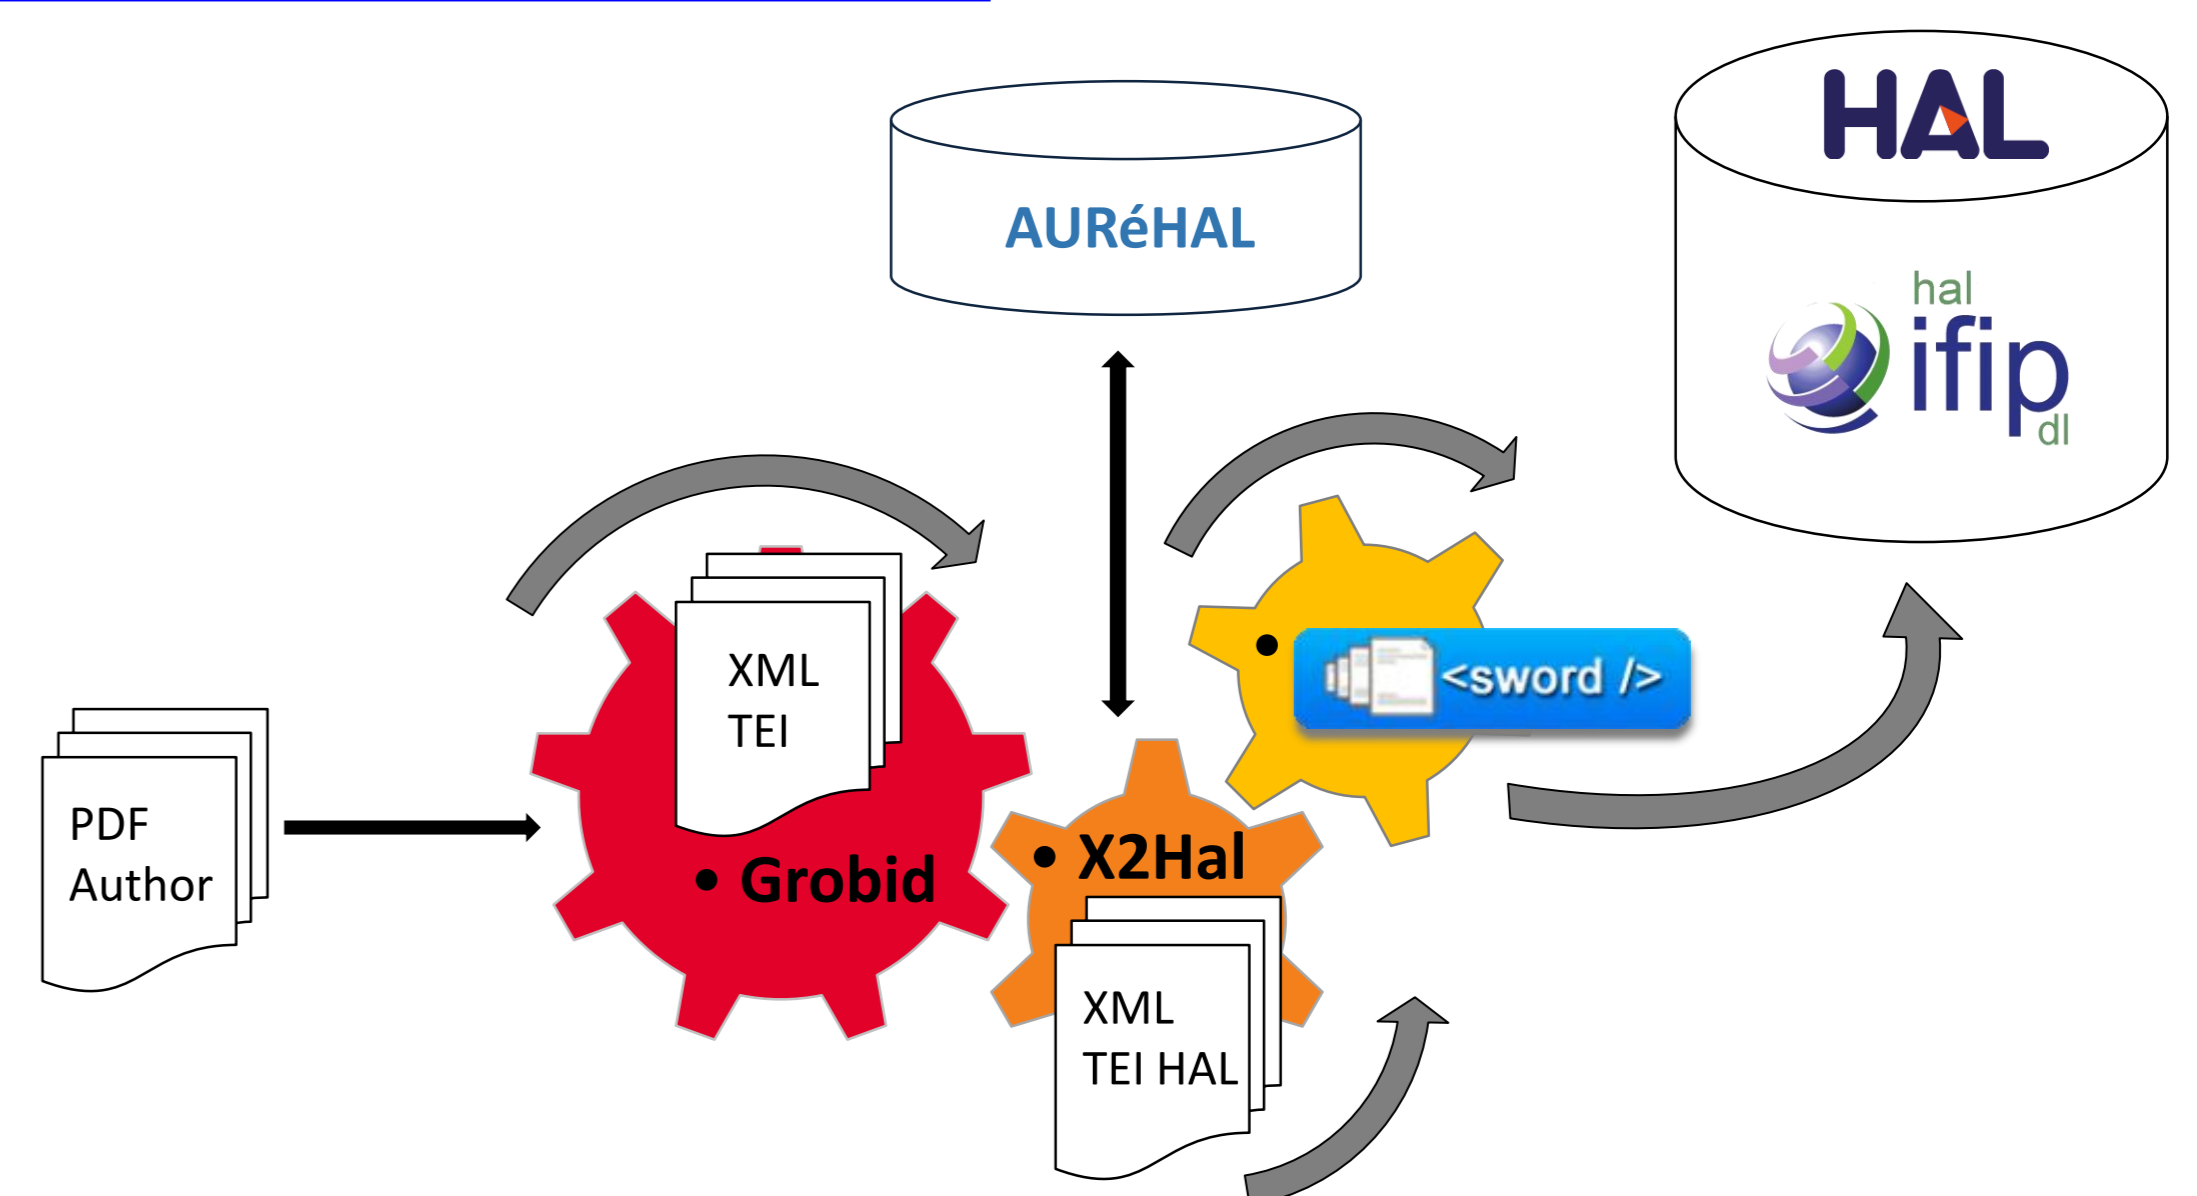 HAL
AURéHAL
hal
ifip
dl
XML
TEI
<sword />
PDF
Author
• Grobid
• X2Hal
XML
TEI HAL